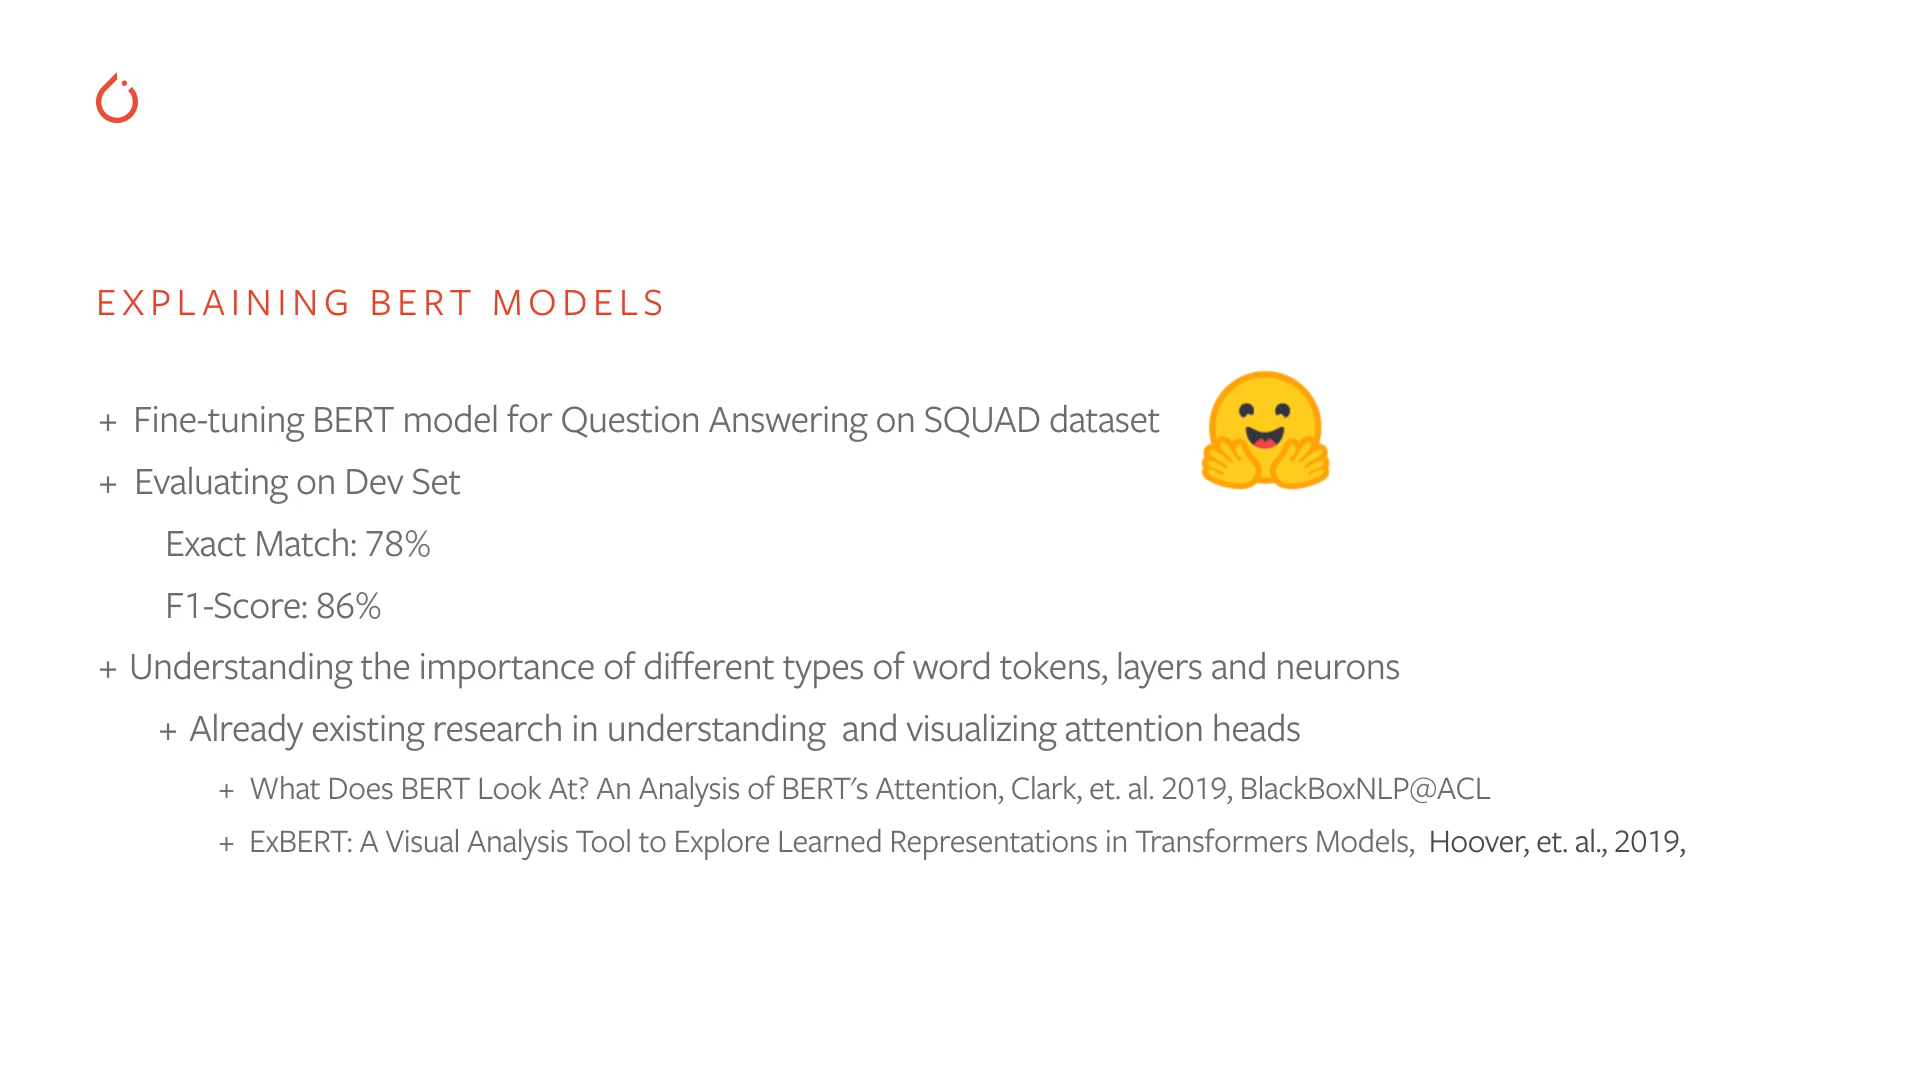 EXPLAINING BERT MODELS
+ Fine-tuning BERT model for Question Answering on SQUAD dataset
+ Evaluating on Dev Set
Exact Match: 78%
F1-Score: 86%
+ Understanding the importance of different types of word tokens, layers and neurons
+ Already existing research in understanding  and visualizing attention heads
+ What Does BERT Look At? An Analysis of BERT's Attention, Clark, et. al. 2019, BlackBoxNLP@ACL
+ ExBERT: A Visual Analysis Tool to Explore Learned Representations in Transformers Models,  Hoover, et. al., 2019,